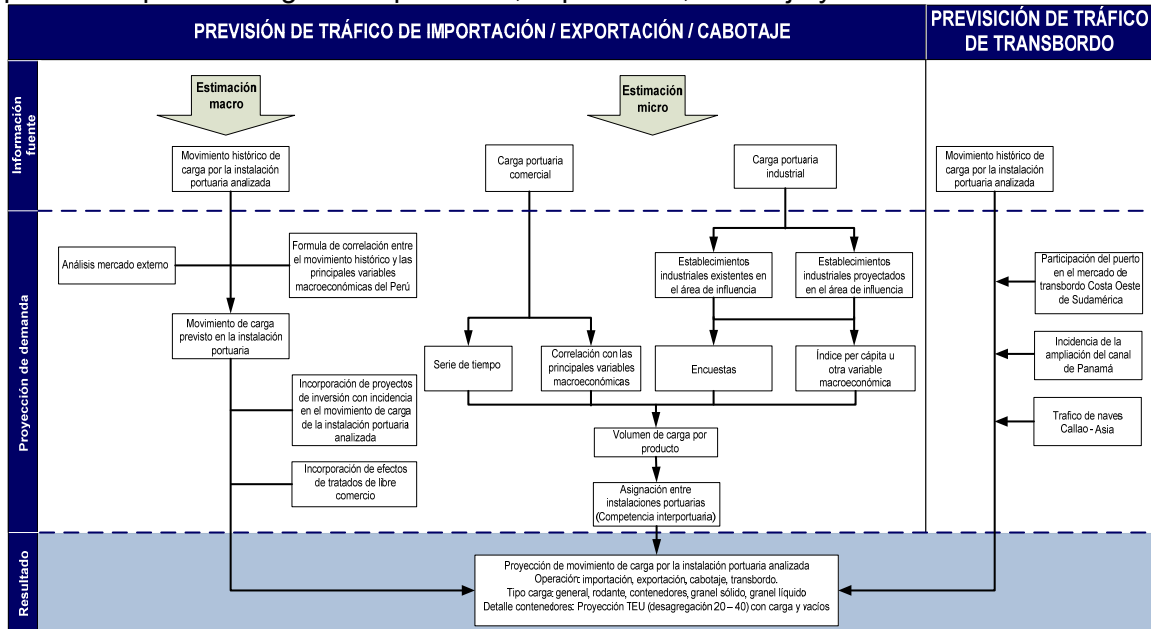 PREVISIÓN DE TRÁFICO DE IMPORTACIÓN / EXPORTACIÓN / CABOTAJE
PREVISICIÓN DE TRÁFICO
DE TRANSBORDO
Información
fuente
Estimación
macro
Estimación
micro
Movimiento histórico de
carga por la instalación
portuaria analizada
Carga portuaria
comercial
Carga portuaria
industrial
Movimiento histórico de
carga por la instalación
portuaria analizada
Proyección de demanda
Análisis mercado externo
Formula de correlación entre
el movimiento histórico y las
principales variables
macroeconómicas del Perú
Establecimientos
industriales existentes en
el área de influencia
Establecimientos
industriales proyectados
en el área de influencia
Participación del puerto
en el mercado de
transbordo Costa Oeste
de Sudamérica
Movimiento de carga
previsto en la instalación
portuaria
Serie de tiempo
Correlación con las
principales variables
macroeconómicas
Encuestas
Índice per cápita u
otra variable
macroeconómica
Incidencia de la
ampliación del canal
de Panamá
Incorporación de proyectos
de inversión con incidencia
en el movimiento de carga
de la instalación portuaria
analizada
Trafico de naves
Callao - Asia
Volumen de carga por
producto
Incorporación de efectos
de tratados de libre
comercio
Asignación entre
instalaciones portuarias
(Competencia interportuaria)
Resultado
Proyección de movimiento de carga por la instalación portuaria analizada
Operación: importación, exportación, cabotaje, transbordo.
Tipo carga: general, rodante, contenedores, granel sólido, granel líquido
Detalle contenedores: Proyección TEU (desagregación 20 – 40) con carga y vacíos